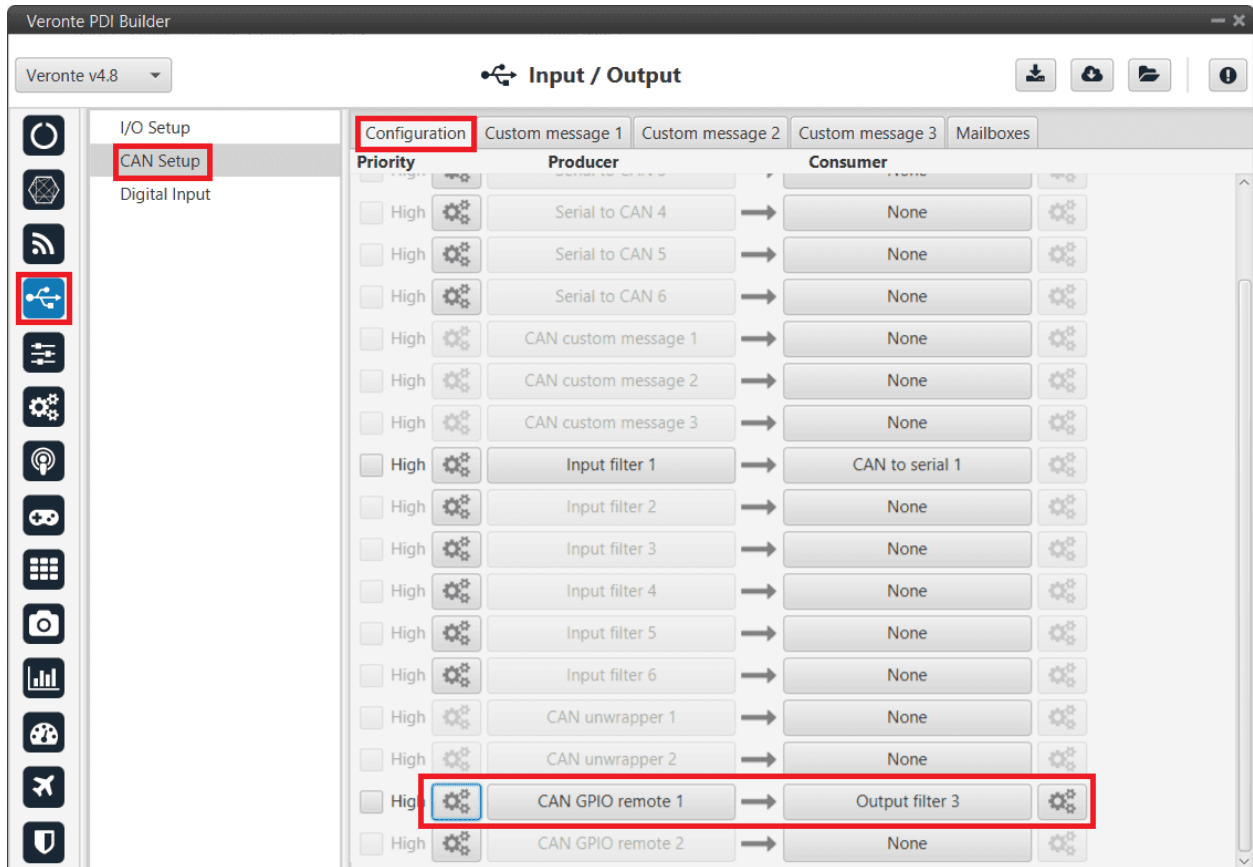 Veronte PDI Builder
Veronte v4.8
Input / Output
I/O Setup
CAN Setup
Digital Input
Configuration Custom message 1 Custom message 2 Custom message 3 Mailboxes
Priority Producer Consumer
High Serial to CAN 4 None
High Serial to CAN 5 None
High Serial to CAN 6 None
High CAN custom message 1 None
High CAN custom message 2 None
High CAN custom message 3 None
High Input filter 1 CAN to serial 1
High Input filter 2 None
High Input filter 3 None
High Input filter 4 None
High Input filter 5 None
High Input filter 6 None
High CAN unwrapper 1 None
High CAN unwrapper 2 None
High CAN GPIO remote 1 Output filter 3
High CAN GPIO remote 2 None